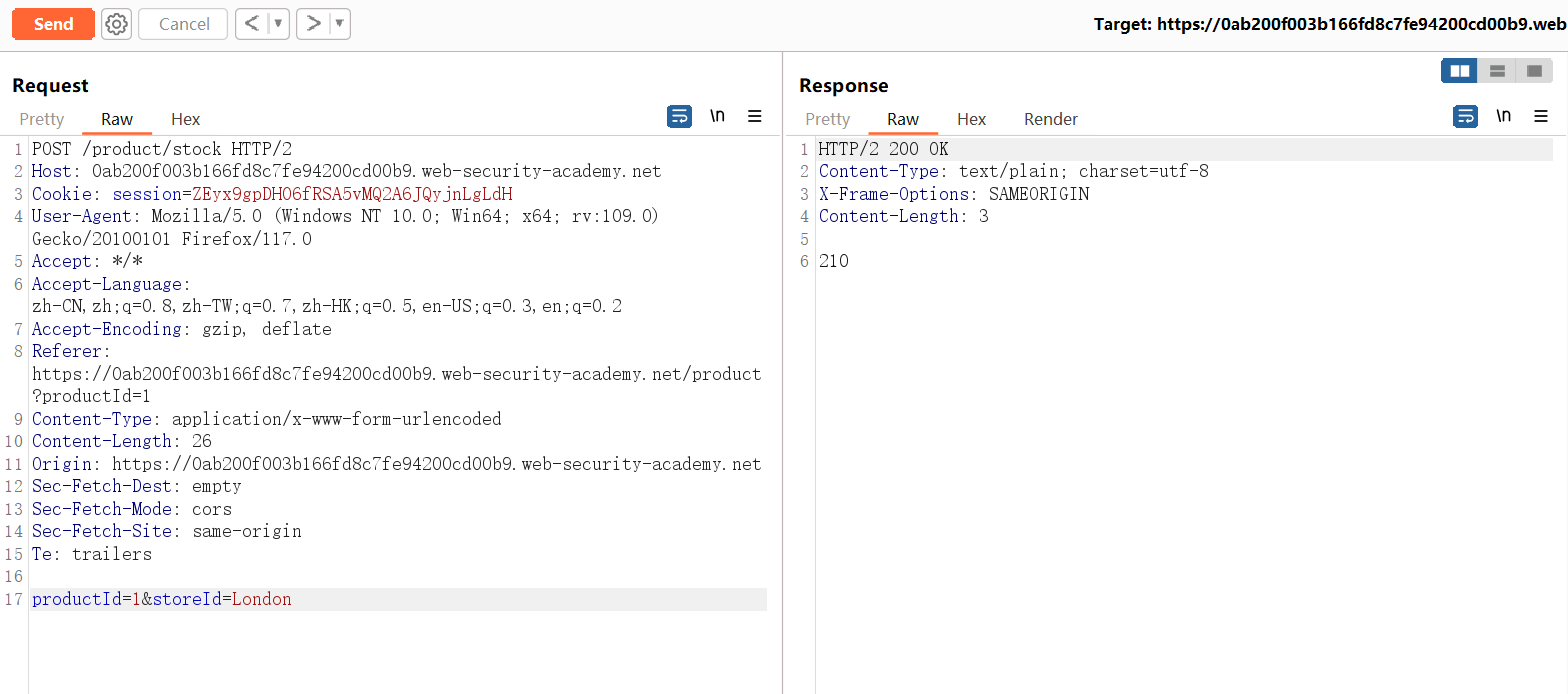 Send
Cancel
Target: https://0ab200f003b166fd8c7fe94200cd00b9.web
Request
Pretty Raw Hex
\n
1 POST /product/stock HTTP/2
2 Host: 0ab200f003b166fd8c7fe94200cd00b9.web-security-academy.net
3 Cookie: session=ZEyx9gpDHO6fRSA5vMQ2A6JQyjnLgLdH
4 User-Agent: Mozilla/5.0 (Windows NT 10.0; Win64; x64; rv:109.0)
Gecko/20100101 Firefox/117.0
5 Accept: */*
6 Accept-Language:
zh-CN,zh;q=0.8,zh-TW;q=0.7,zh-HK;q=0.5,en-US;q=0.3,en;q=0.2
7 Accept-Encoding: gzip, deflate
8 Referer:
https://0ab200f003b166fd8c7fe94200cd00b9.web-security-academy.net/product
?productId=1
9 Content-Type: application/x-www-form-urlencoded
10 Content-Length: 26
11 Origin: https://0ab200f003b166fd8c7fe94200cd00b9.web-security-academy.net
12 Sec-Fetch-Dest: empty
13 Sec-Fetch-Mode: cors
14 Sec-Fetch-Site: same-origin
15 Te: trailers
16
17 productId=1&storeId=London
Response
Pretty Raw Hex Render
\n
1 HTTP/2 200 OK
2 Content-Type: text/plain; charset=utf-8
3 X-Frame-Options: SAMEORIGIN
4 Content-Length: 3
5
6 210